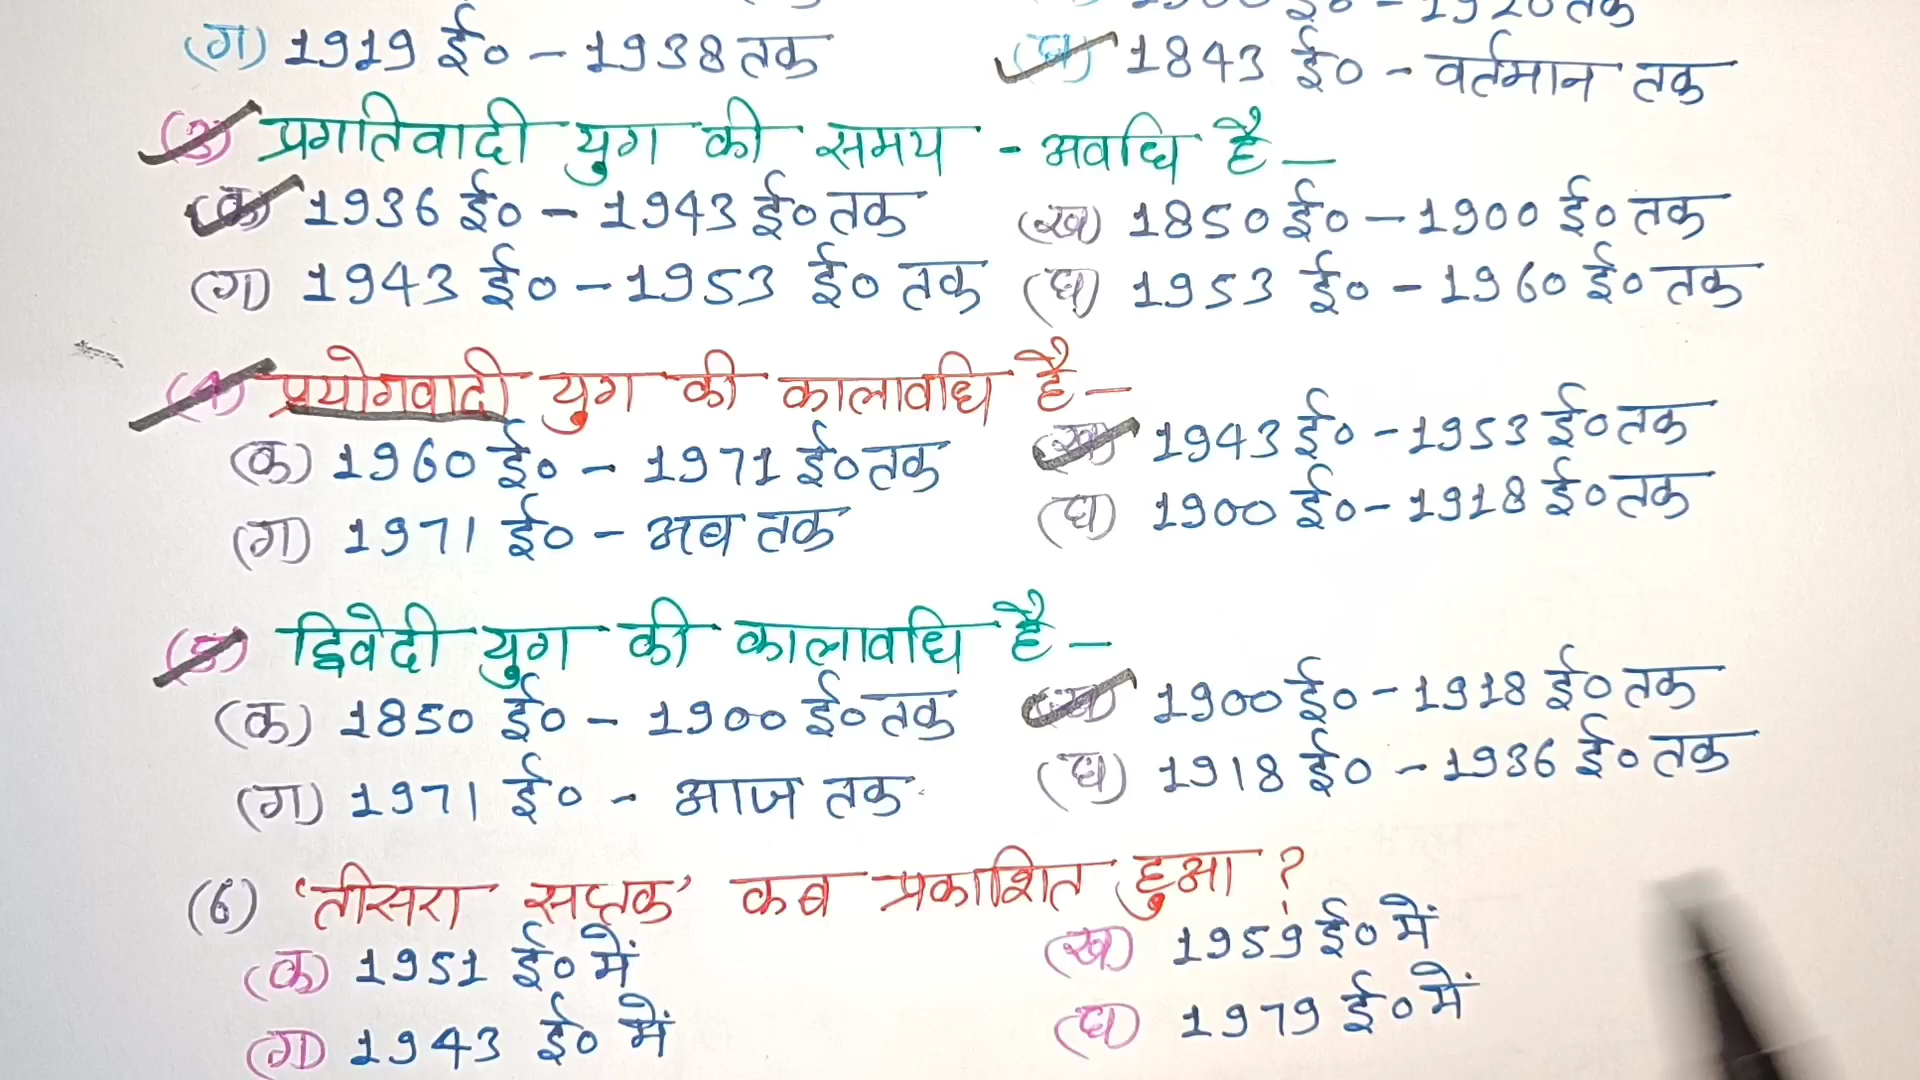 1920 तक
(ग) 1919 ई० - 1938 तक (घ) 1843 ई० - वर्तमान तक
(3) प्रगतिवादी युग की समय - अवधि है -
(क) 1936 ई० - 1943 ई० तक (ख) 1850 ई० - 1900 ई० तक
(ग) 1943 ई० - 1953 ई० तक (घ) 1953 ई० - 1960 ई० तक
(4) प्रयोगवादी युग की कालावधि है -
(क) 1960 ई० - 1971 ई० तक (ख) 1943 ई० - 1953 ई० तक
(ग) 1971 ई० - अब तक (घ) 1900 ई० - 1918 ई० तक
(5) द्विवेदी युग की कालावधि है -
(क) 1850 ई० - 1900 ई० तक (ख) 1900 ई० - 1918 ई० तक
(ग) 1971 ई० - आज तक (घ) 1918 ई० - 1936 ई० तक
(6) 'तीसरा सप्तक' कब प्रकाशित हुआ ?
(क) 1951 ई० में (ख) 1959 ई० में
(ग) 1943 ई० में (घ) 1979 ई० में